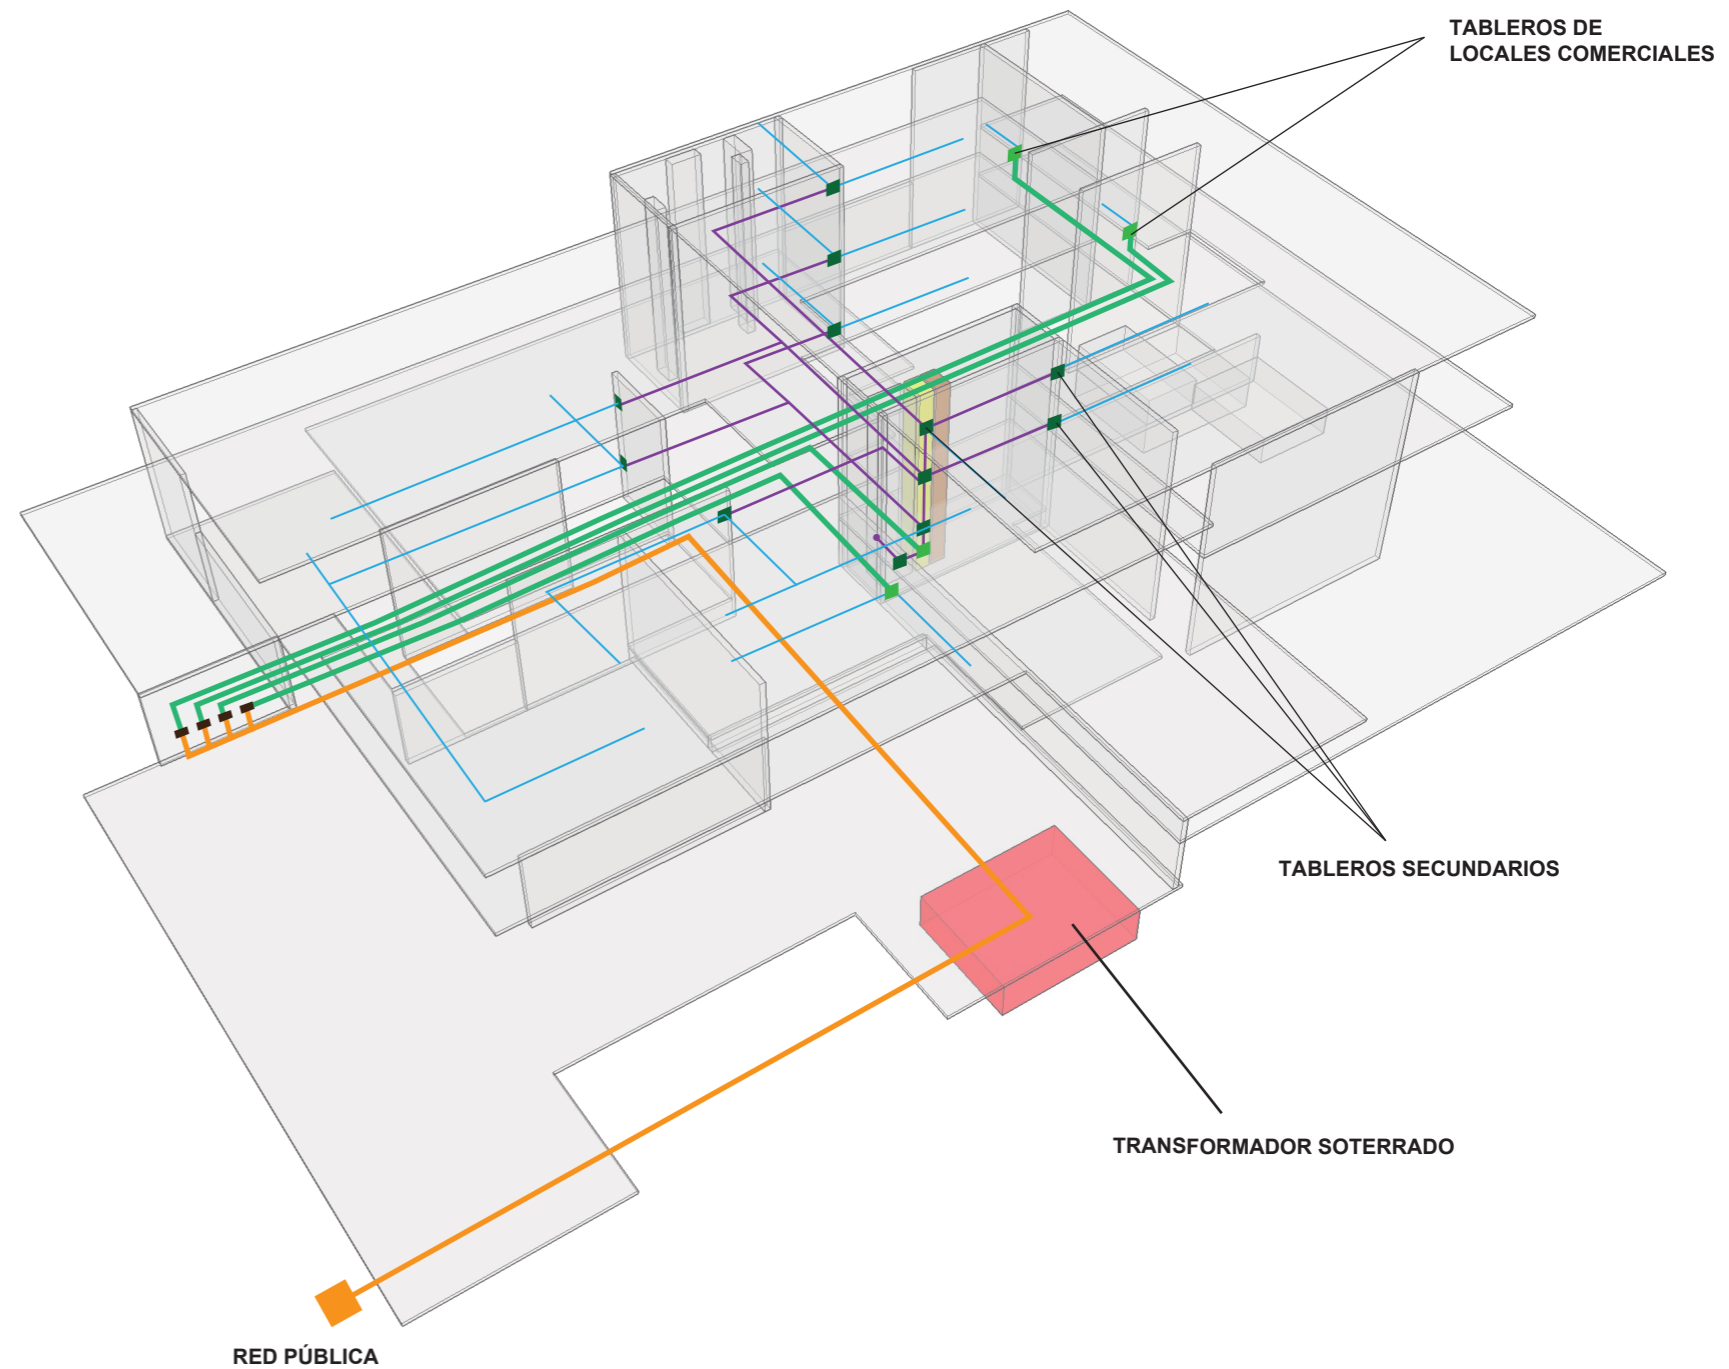 TABLEROS DE
LOCALES COMERCIALES
TABLEROS SECUNDARIOS
TRANSFORMADOR SOTERRADO
RED PÚBLICA